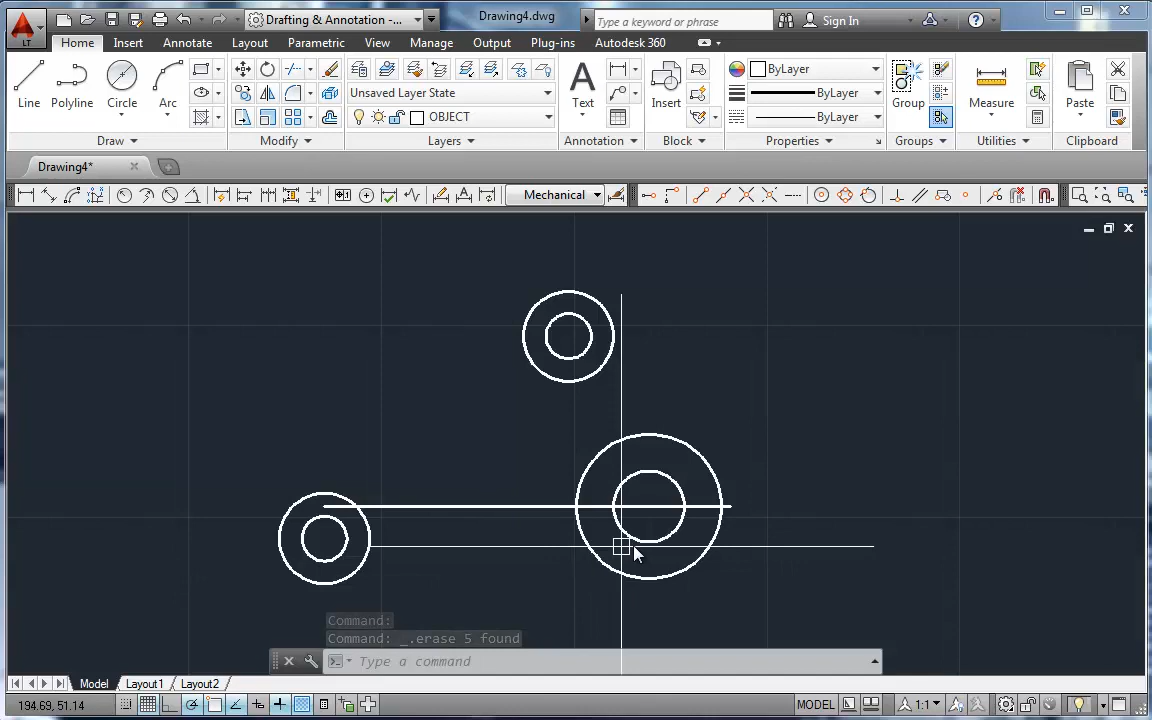 Drafting & Annotation -...
Drawing4.dwg
Type a keyword or phrase
Sign In
LT
Home Insert Annotate Layout Parametric View Manage Output Plug-ins Autodesk 360
Line Polyline Circle Arc
Unsaved Layer State
OBJECT
Text
Insert
ByLayer
ByLayer
ByLayer
Group
Measure
Paste
Draw Modify Layers Annotation Block Properties Groups Utilities Clipboard
Drawing4*
Mechanical
Command:
Command: _.erase 5 found
Type a command
Model Layout1 Layout2
194.69, 51.14
MODEL
1:1